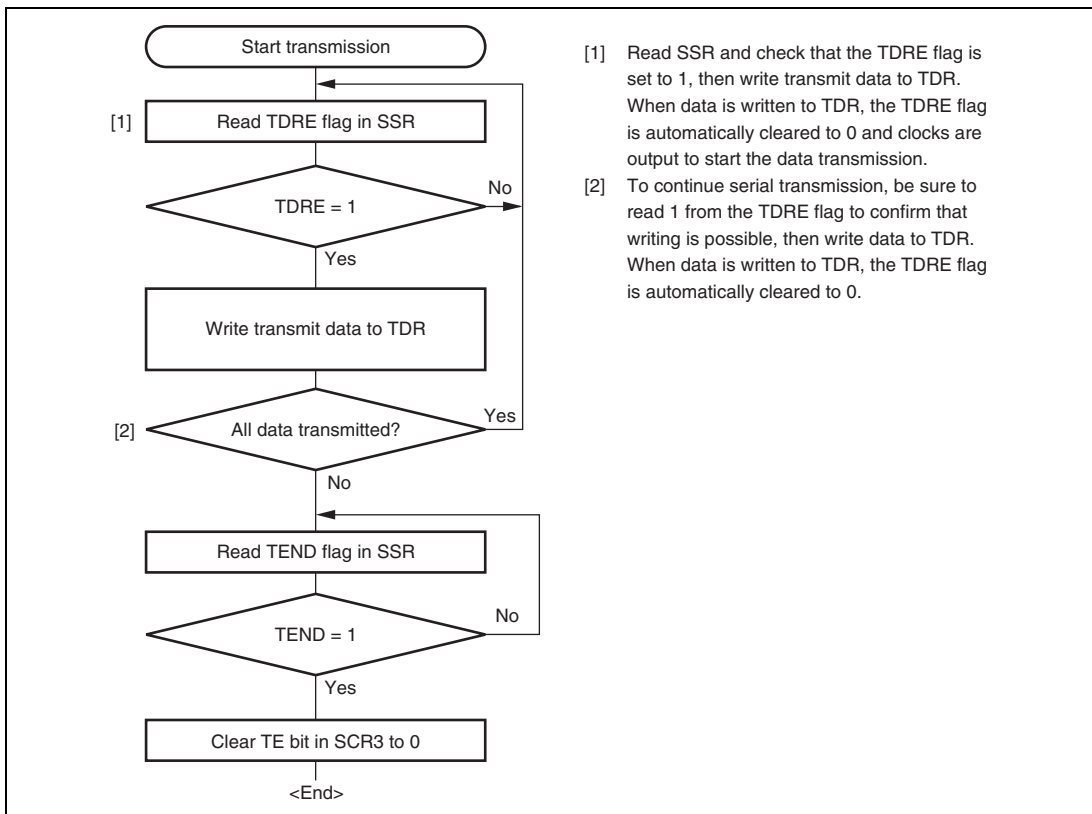 Start transmission
[1] Read TDRE flag in SSR
TDRE = 1
No
Yes
Write transmit data to TDR
[2] All data transmitted?
Yes
No
Read TEND flag in SSR
TEND = 1
No
Yes
Clear TE bit in SCR3 to 0
<End>
[1] Read SSR and check that the TDRE flag is
set to 1, then write transmit data to TDR.
When data is written to TDR, the TDRE flag
is automatically cleared to 0 and clocks are
output to start the data transmission.
[2] To continue serial transmission, be sure to
read 1 from the TDRE flag to confirm that
writing is possible, then write data to TDR.
When data is written to TDR, the TDRE flag
is automatically cleared to 0.